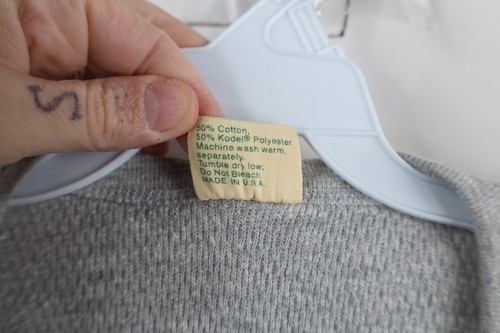 50% Cotton,
50% Kodel® Polyester
Machine wash warm,
separately.
Tumble dry low;
Do Not Bleach.
MADE IN U.S.A.
S